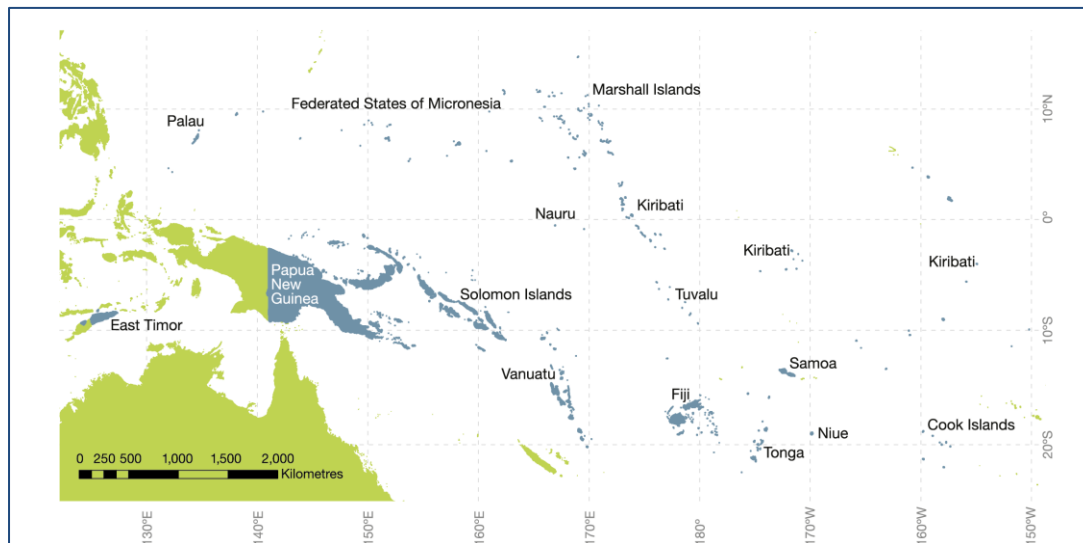 Marshall Islands
Federated States of Micronesia
10°N
Palau
Nauru
Kiribati
0°
Kiribati
Kiribati
Papua
New
Guinea
Solomon Islands
Tuvalu
East Timor
10°S
Samoa
Vanuatu
Fiji
Niue
Cook Islands
Tonga
20°S
0 250 500 1,000 1,500 2,000
Kilometres
130°E
140°E
150°E
160°E
170°E
180°
170°W
160°W
150°W